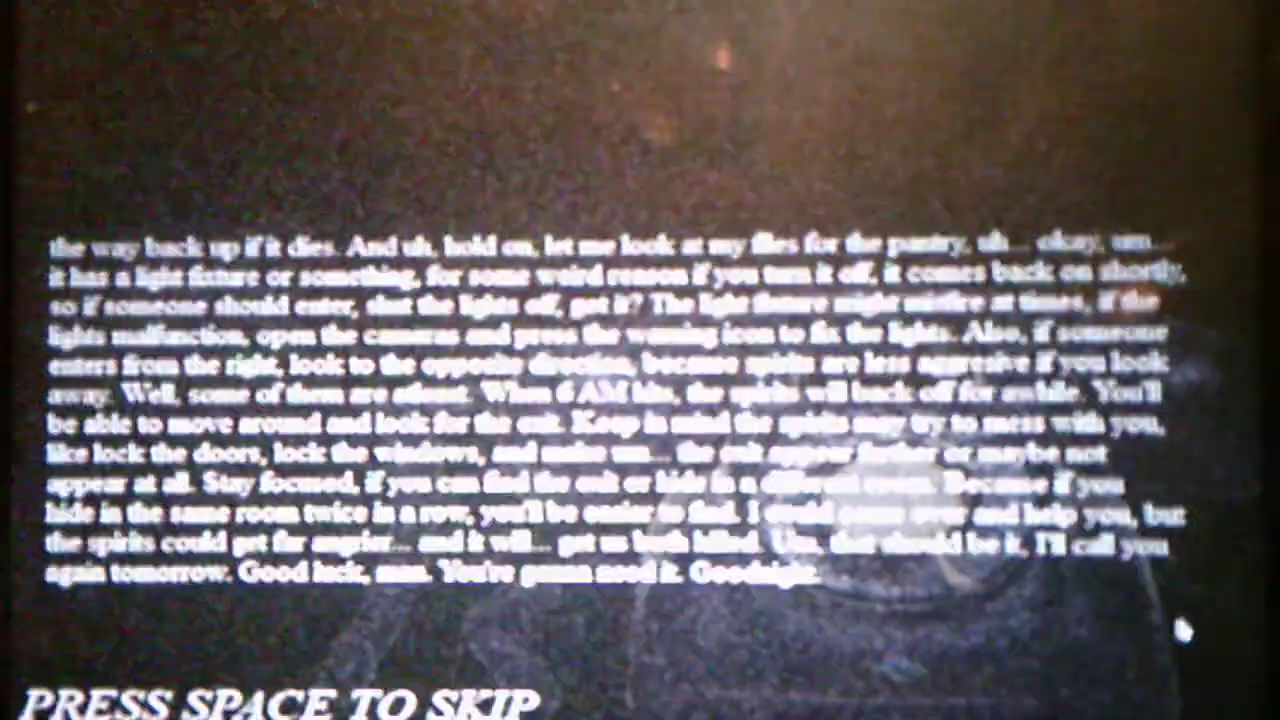 the way back up if it dies. And uh, hold on, let me look at my files for the pantry, uh... okay, um...
it has a light fixture or something, for some weird reason if you turn it off, it comes back on shortly,
so if someone should enter, shut the lights off, got it? The light fixture might misfire at times, if the
lights malfunction, open the cameras and press the warning icon to fix the lights. Also, if someone
enters from the right, look to the opposite direction, because spirits are less aggresive if you look
away. Well, some of them are atleast. When 6 AM hits, the spirits will back off for awhile. You'll
be able to move around and look for the exit. Keep in mind the spirits may try to mess with you,
like lock the doors, lock the windows, and make um... the exit appear further or maybe not
appear at all. Stay focused, if you can find the exit or hide in a different room. Because if you
hide in the same room twice in a row, you'll be easier to find. I could come over and help you, but
the spirits could get far angrier... and it will... get us both killed. Um, that should be it, I'll call you
again tomorrow. Good luck, man. You're gonna need it. Goodnight.
PRESS SPACE TO SKIP